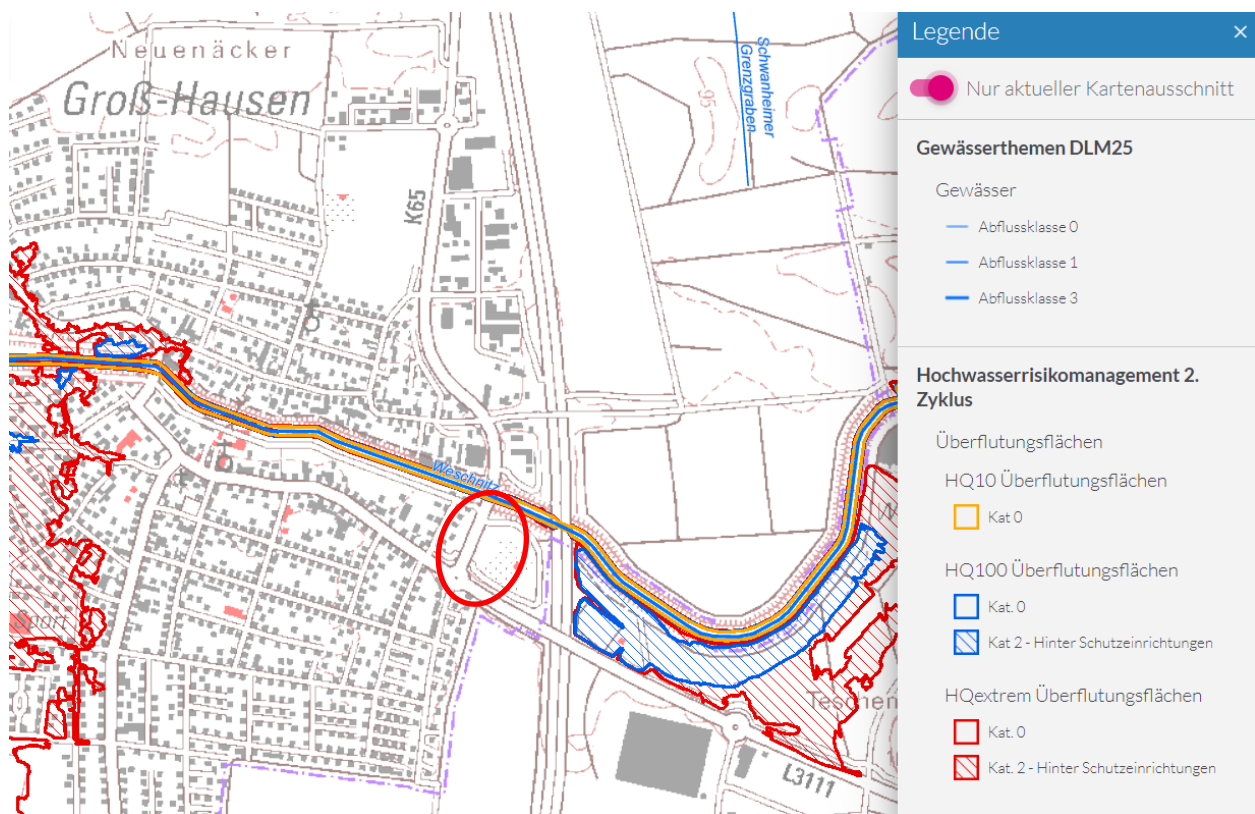 Neuenäcker
Groß-Hausen
K65
95
Schwanheimer
Grenzgraben
Weschnitz
Sport
L3111
Legende
×
Nur aktueller Kartenausschnitt
Gewässerthemen DLM25
Gewässer
Abflussklasse 0
Abflussklasse 1
Abflussklasse 3
Hochwasserrisikomanagement 2.
Zyklus
Überflutungsflächen
HQ10 Überflutungsflächen
Kat 0
HQ100 Überflutungsflächen
Kat. 0
Kat 2 - Hinter Schutzeinrichtungen
HQextrem Überflutungsflächen
Kat. 0
Kat. 2 - Hinter Schutzeinrichtungen